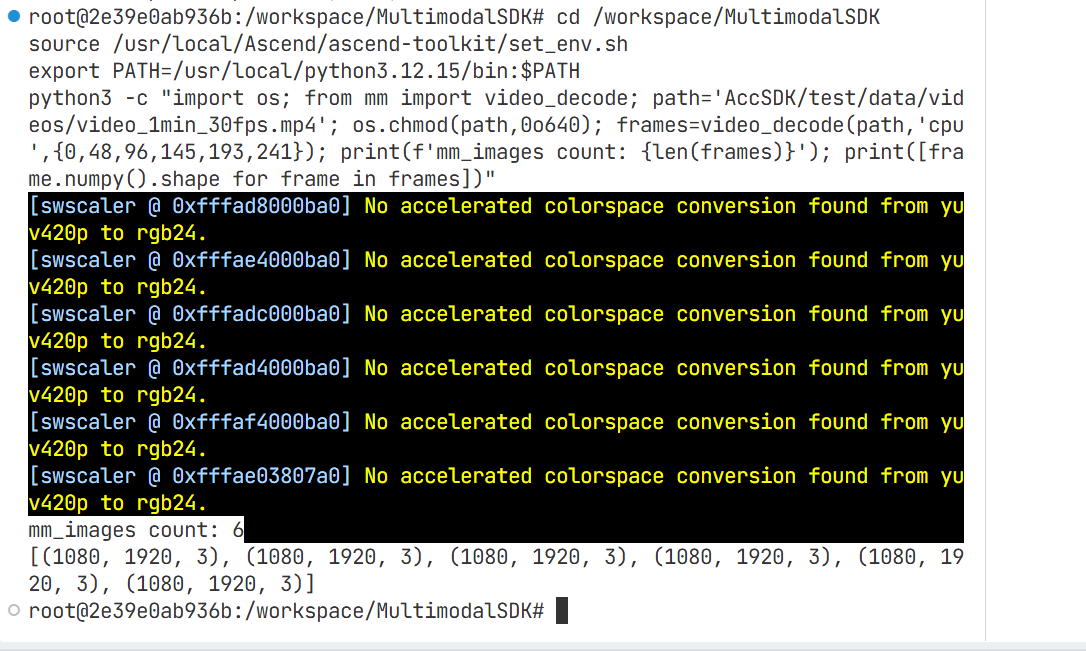 root@2e39e0ab936b:/workspace/MultimodalSDK# cd /workspace/MultimodalSDK
source /usr/local/Ascend/ascend-toolkit/set_env.sh
export PATH=/usr/local/python3.12.15/bin:$PATH
python3 -c "import os; from mm import video_decode; path='AccSDK/test/data/vid
eos/video_1min_30fps.mp4'; os.chmod(path,0o640); frames=video_decode(path,'cpu
',{0,48,96,145,193,241}); print(f'mm_images count: {len(frames)}'); print([fra
me.numpy().shape for frame in frames])"
[swscaler @ 0xfffad8000ba0] No accelerated colorspace conversion found from yu
v420p to rgb24.
[swscaler @ 0xfffae4000ba0] No accelerated colorspace conversion found from yu
v420p to rgb24.
[swscaler @ 0xfffadc000ba0] No accelerated colorspace conversion found from yu
v420p to rgb24.
[swscaler @ 0xfffad4000ba0] No accelerated colorspace conversion found from yu
v420p to rgb24.
[swscaler @ 0xfffaf4000ba0] No accelerated colorspace conversion found from yu
v420p to rgb24.
[swscaler @ 0xfffae03807a0] No accelerated colorspace conversion found from yu
v420p to rgb24.
mm_images count: 6
[(1080, 1920, 3), (1080, 1920, 3), (1080, 1920, 3), (1080, 1920, 3), (1080, 19
20, 3), (1080, 1920, 3)]
root@2e39e0ab936b:/workspace/MultimodalSDK#